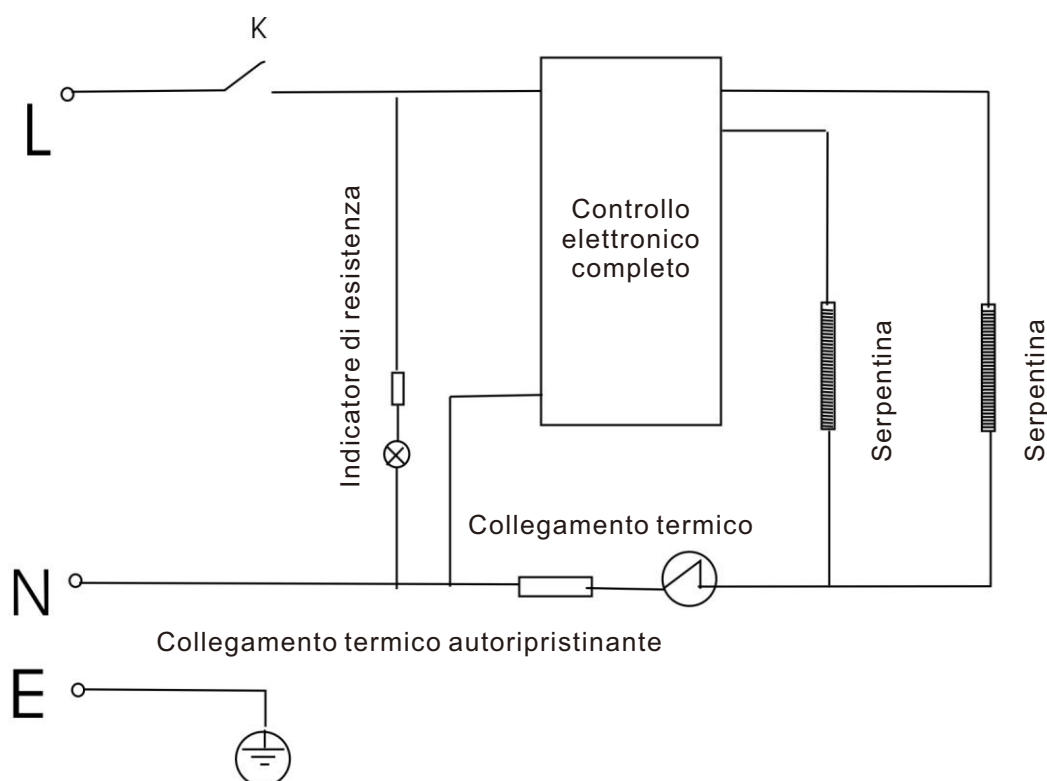 K
L
Controllo
elettronico
completo
Indicatore di resistenza
Serpentina
Serpentina
Collegamento termico
N
Collegamento termico autoripristinante
E